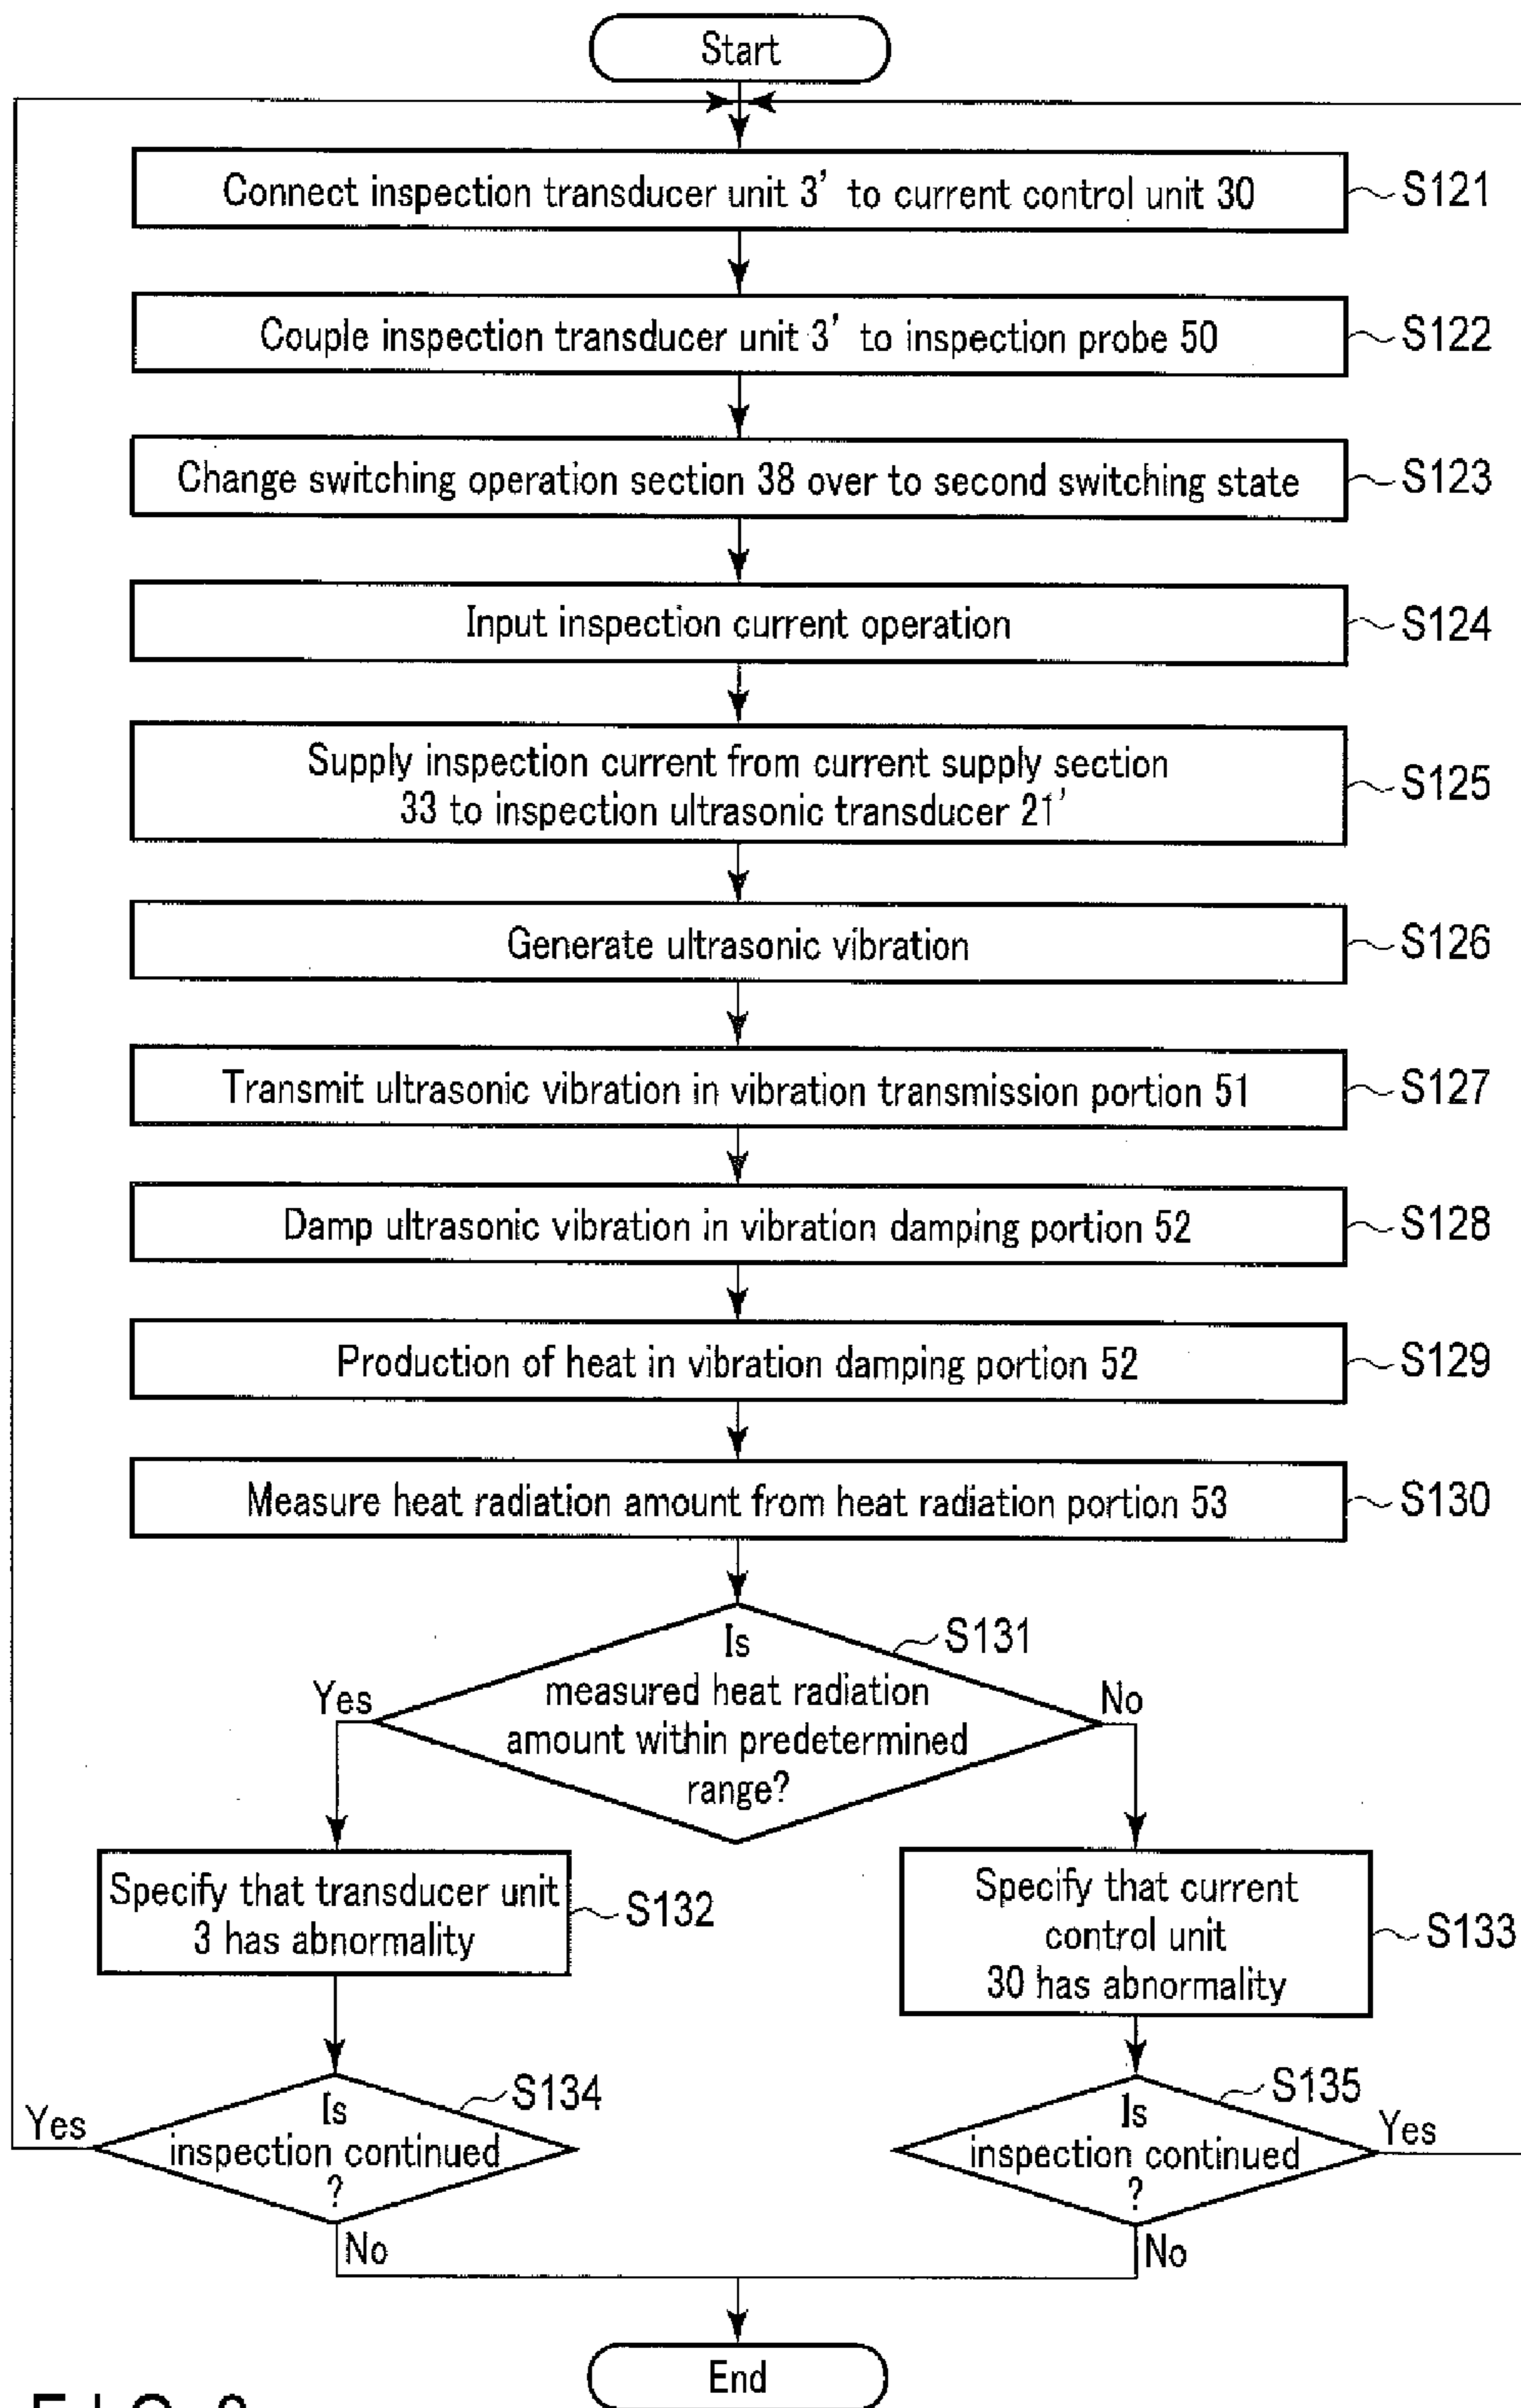 Start
Connect inspection transducer unit 3' to current control unit 30
S121
Couple inspection transducer unit 3' to inspection probe 50
S122
Change switching operation section 38 over to second switching state
S123
Input inspection current operation
S124
Supply inspection current from current supply section
33 to inspection ultrasonic transducer 21'
S125
Generate ultrasonic vibration
S126
Transmit ultrasonic vibration in vibration transmission portion 51
S127
Damp ultrasonic vibration in vibration damping portion 52
S128
Production of heat in vibration damping portion 52
S129
Measure heat radiation amount from heat radiation portion 53
S130
Is
measured heat radiation
amount within predetermined
range?
S131
Yes
No
Specify that transducer unit
3 has abnormality
S132
Specify that current
control unit
30 has abnormality
S133
Is
inspection continued
?
S134
Yes
No
Is
inspection continued
?
S135
Yes
No
End